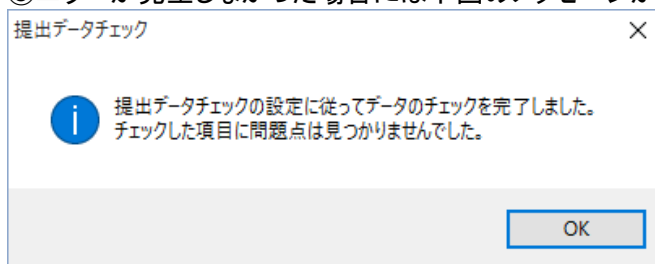 提出データチェック
提出データチェックの設定に従ってデータのチェックを完了しました。
チェックした項目に問題点は見つかりませんでした。
OK